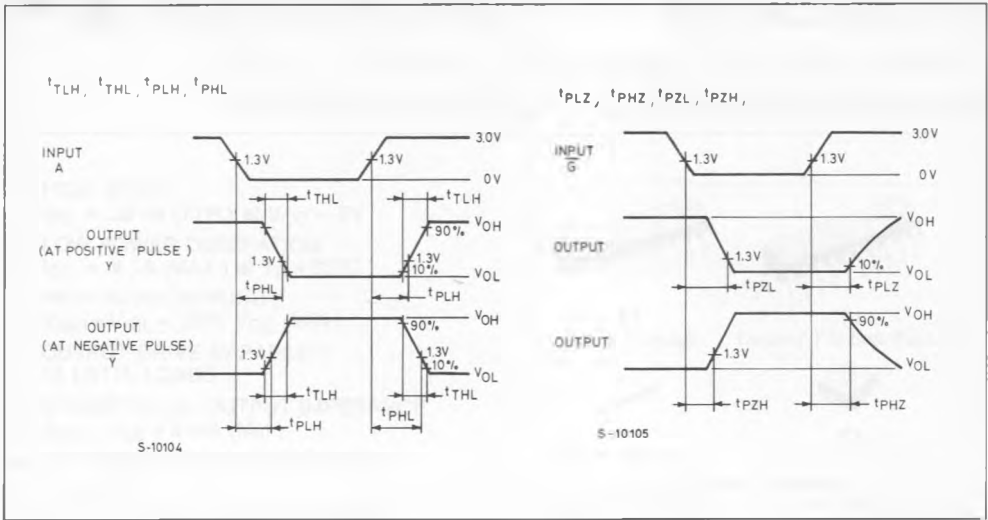 tTLH, tTHL, tPLH, tPHL
INPUT
A
1.3V
1.3V
3.0V
0V
tTHL
tTLH
OUTPUT
(AT POSITIVE PULSE)
Y
1.3V
90%
1.3V
10%
VOH
VOL
tPHL
tPLH
OUTPUT
(AT NEGATIVE PULSE)
Y̅
1.3V
90%
1.3V
10%
VOH
VOL
tTLH
tPHL
tTHL
tPLH
S-10104
tPLZ, tPHZ, tPZL, tPZH,
INPUT
G̅
1.3V
1.3V
3.0V
0V
OUTPUT
1.3V
VOH
10%
VOL
tPZL
tPLZ
OUTPUT
1.3V
VOH
90%
VOL
tPZH
tPHZ
S-10105